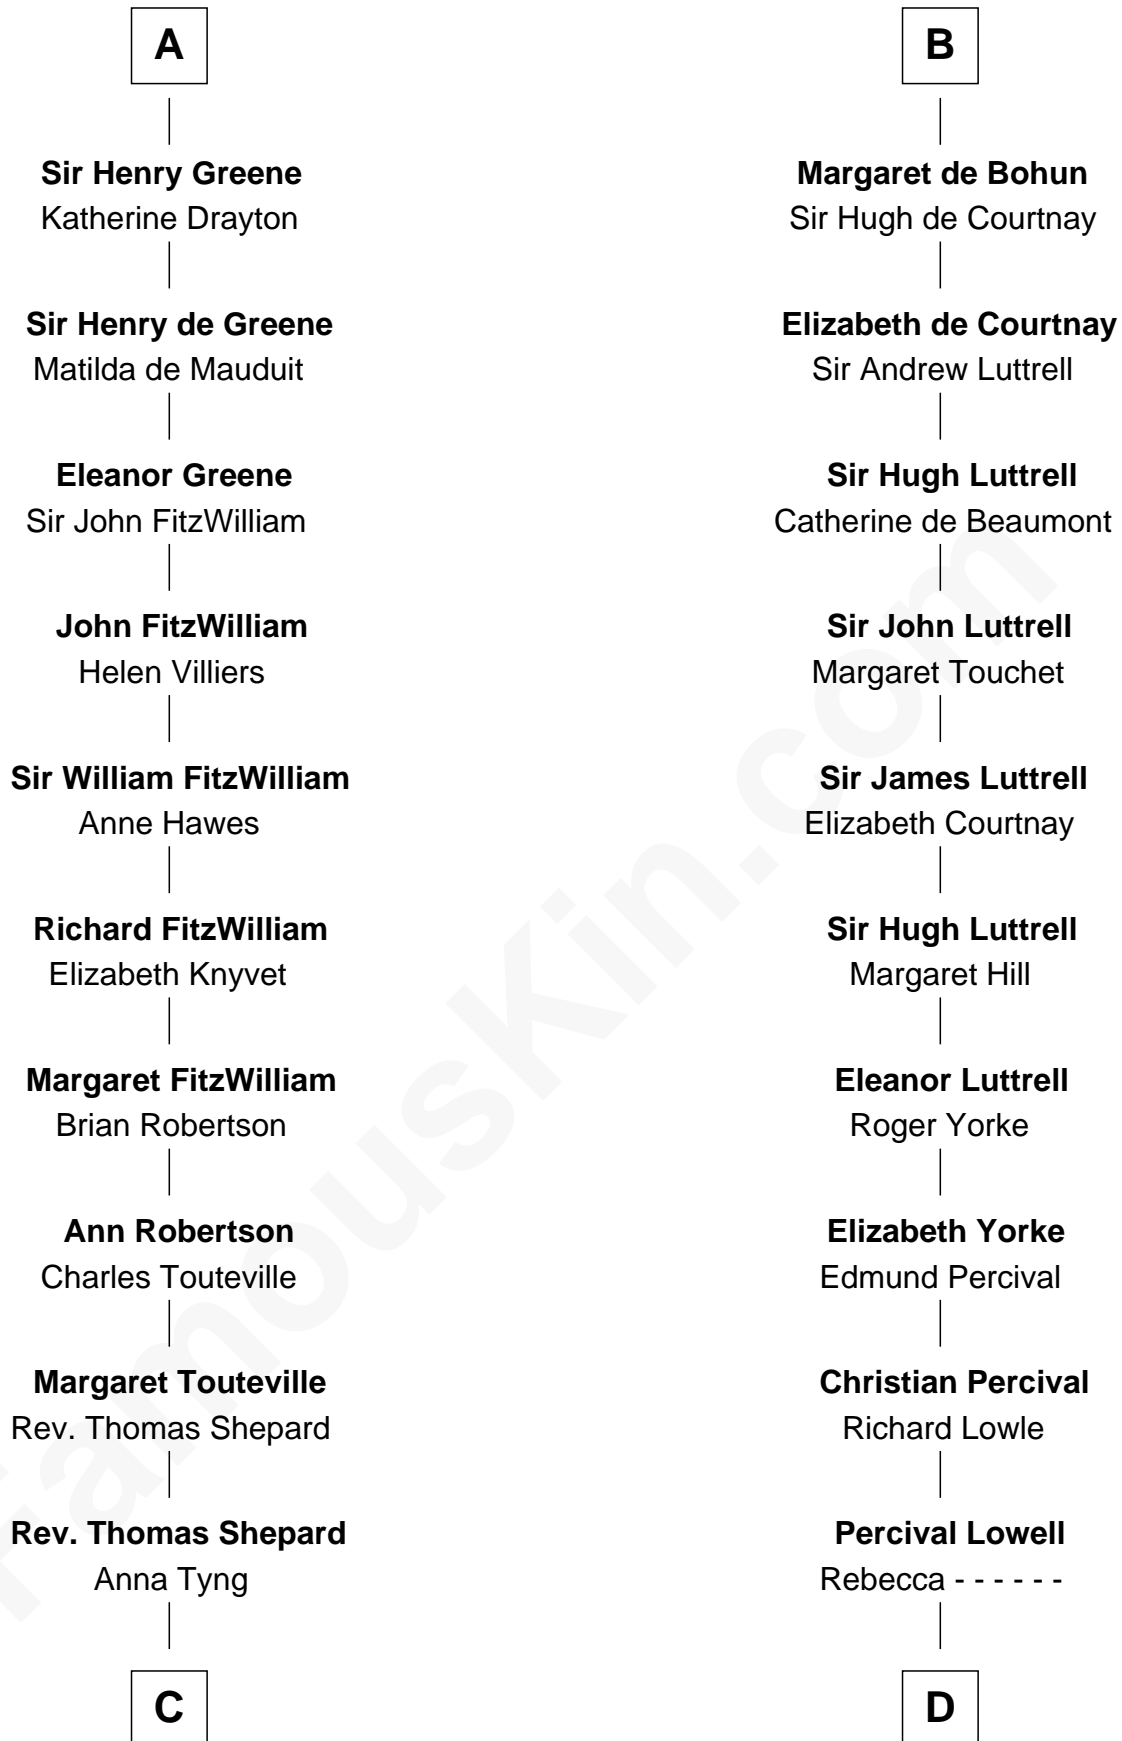 A
Sir Henry Greene
Katherine Drayton
Sir Henry de Greene
Matilda de Mauduit
Eleanor Greene
Sir John FitzWilliam
John FitzWilliam
Helen Villiers
Sir William FitzWilliam
Anne Hawes
Richard FitzWilliam
Elizabeth Knyvet
Margaret FitzWilliam
Brian Robertson
Ann Robertson
Charles Touteville
Margaret Touteville
Rev. Thomas Shepard
Rev. Thomas Shepard
Anna Tyng
C
B
Margaret de Bohun
Sir Hugh de Courtnay
Elizabeth de Courtnay
Sir Andrew Luttrell
Sir Hugh Luttrell
Catherine de Beaumont
Sir John Luttrell
Margaret Touchet
Sir James Luttrell
Elizabeth Courtnay
Sir Hugh Luttrell
Margaret Hill
Eleanor Luttrell
Roger Yorke
Elizabeth Yorke
Edmund Percival
Christian Percival
Richard Lowle
Percival Lowell
Rebecca - - - - - -
D
FamousKin.com